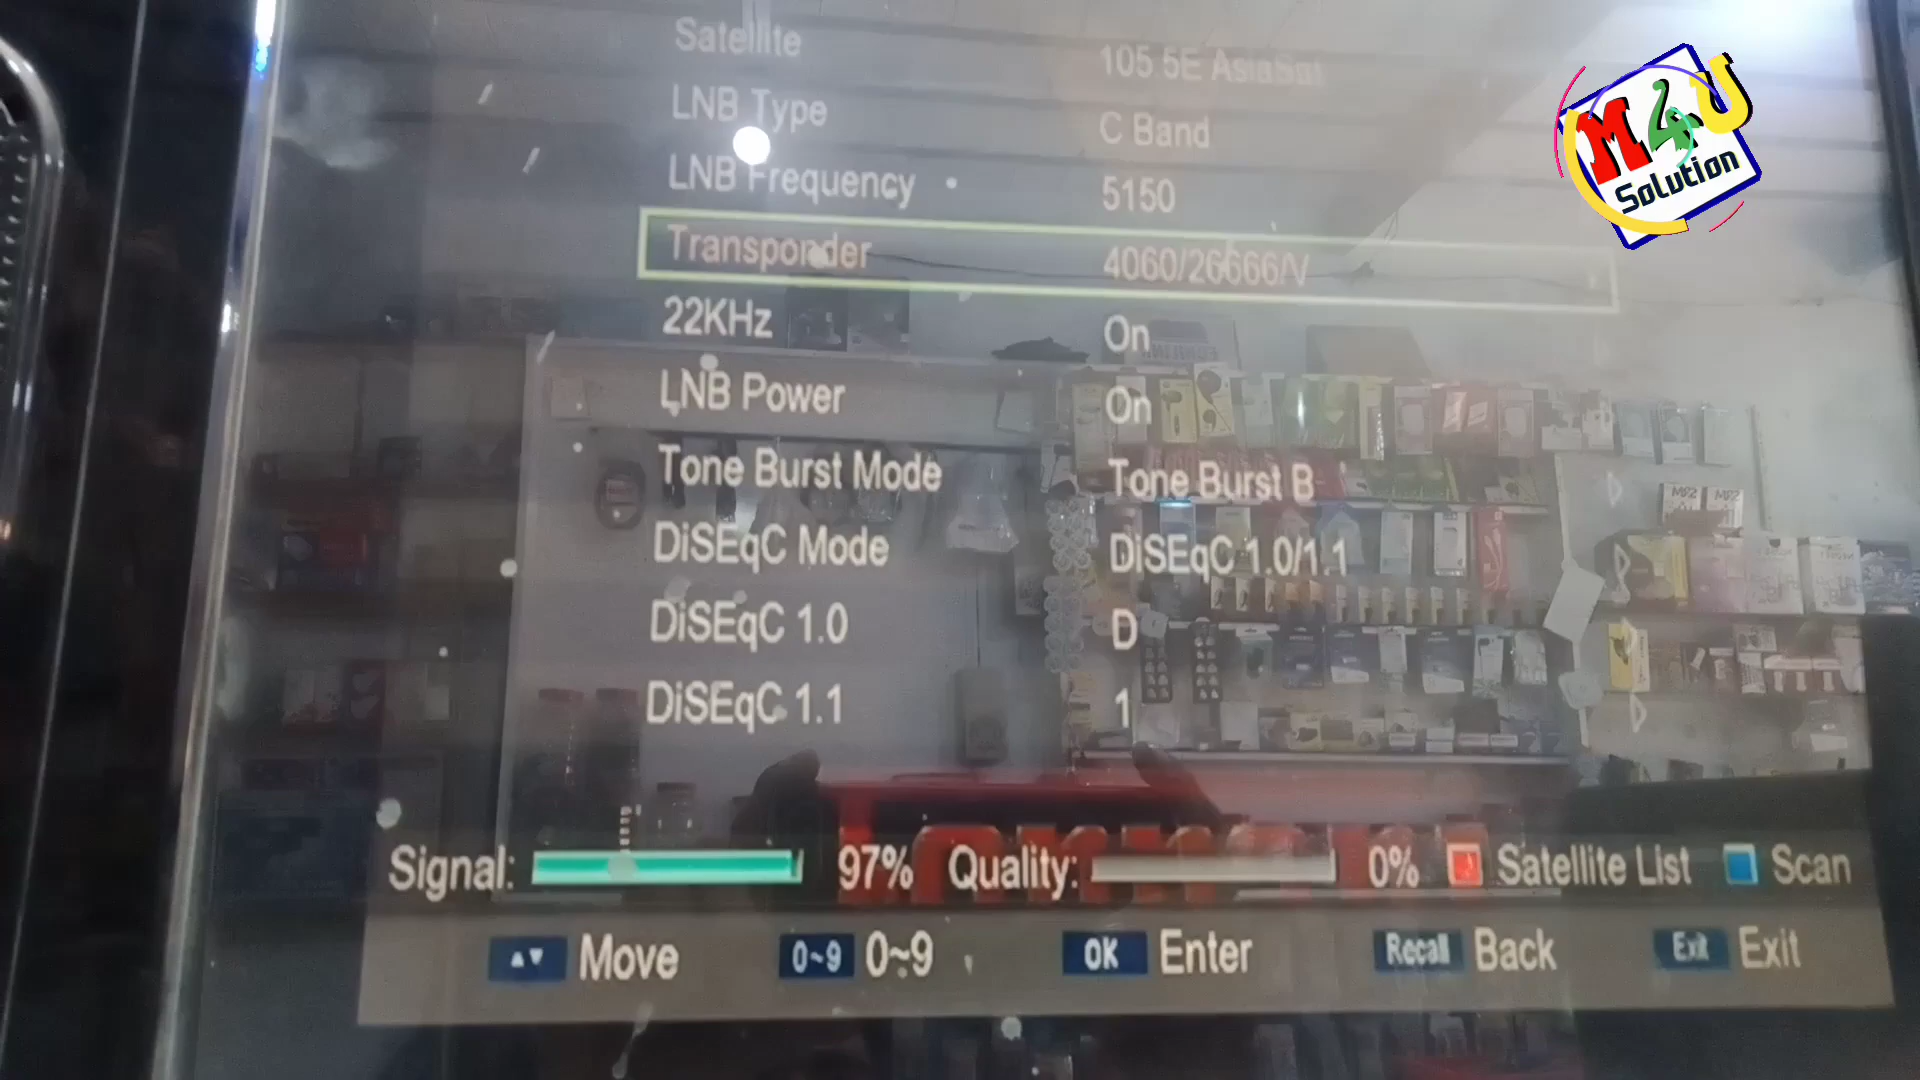 Satellite 105.5E AsiaSat
LNB Type C Band
LNB Frequency 5150
Transponder 4060/26666/V
22KHz On
LNB Power On
Tone Burst Mode Tone Burst B
DiSEqC Mode DiSEqC 1.0/1.1
DiSEqC 1.0 D
DiSEqC 1.1 1
Signal: 97% Quality: 0% Satellite List Scan
Move 0~9 0~9 OK Enter Recall Back Exit Exit
M4U
Solution